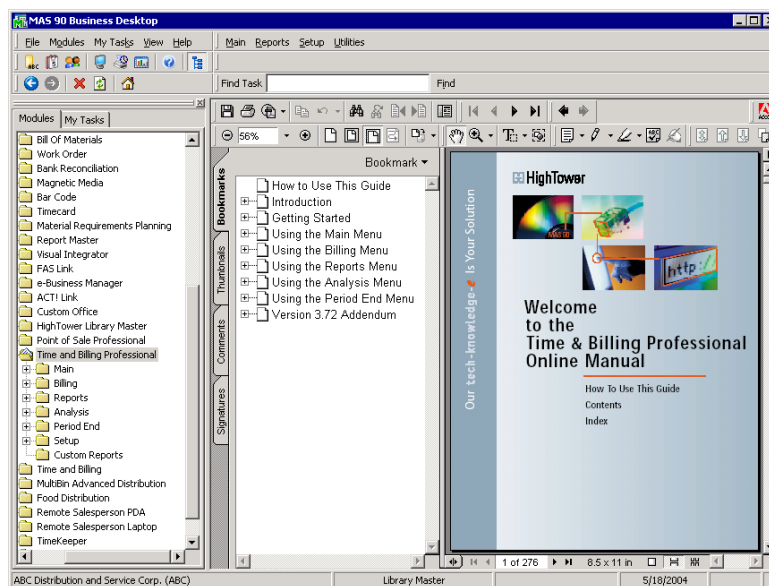 MAS 90 Business Desktop
File Modules My Tasks View Help
Main Reports Setup Utilities
ABC
Find Task
Find
Modules
My Tasks
Bill Of Materials
Work Order
Bank Reconciliation
Magnetic Media
Bar Code
Timecard
Material Requirements Planning
Report Master
Visual Integrator
FAS Link
e-Business Manager
ACT! Link
Custom Office
HighTower Library Master
Point of Sale Professional
Time and Billing Professional
Main
Billing
Reports
Analysis
Period End
Setup
Custom Reports
Time and Billing
MultiBin Advanced Distribution
Food Distribution
Remote Salesperson PDA
Remote Salesperson Laptop
TimeKeeper
56%
Bookmarks
Thumbnails
Comments
Signatures
Bookmark
How to Use This Guide
Introduction
Getting Started
Using the Main Menu
Using the Billing Menu
Using the Reports Menu
Using the Analysis Menu
Using the Period End Menu
Version 3.72 Addendum
Our tech-knowledge-e Is Your Solution
HighTower
MAS 90
http:/
Welcome
to the
Time & Billing Professional
Online Manual
How To Use This Guide
Contents
Index
1 of 276
8.5 x 11 in
ABC Distribution and Service Corp. (ABC)
Library Master
5/18/2004